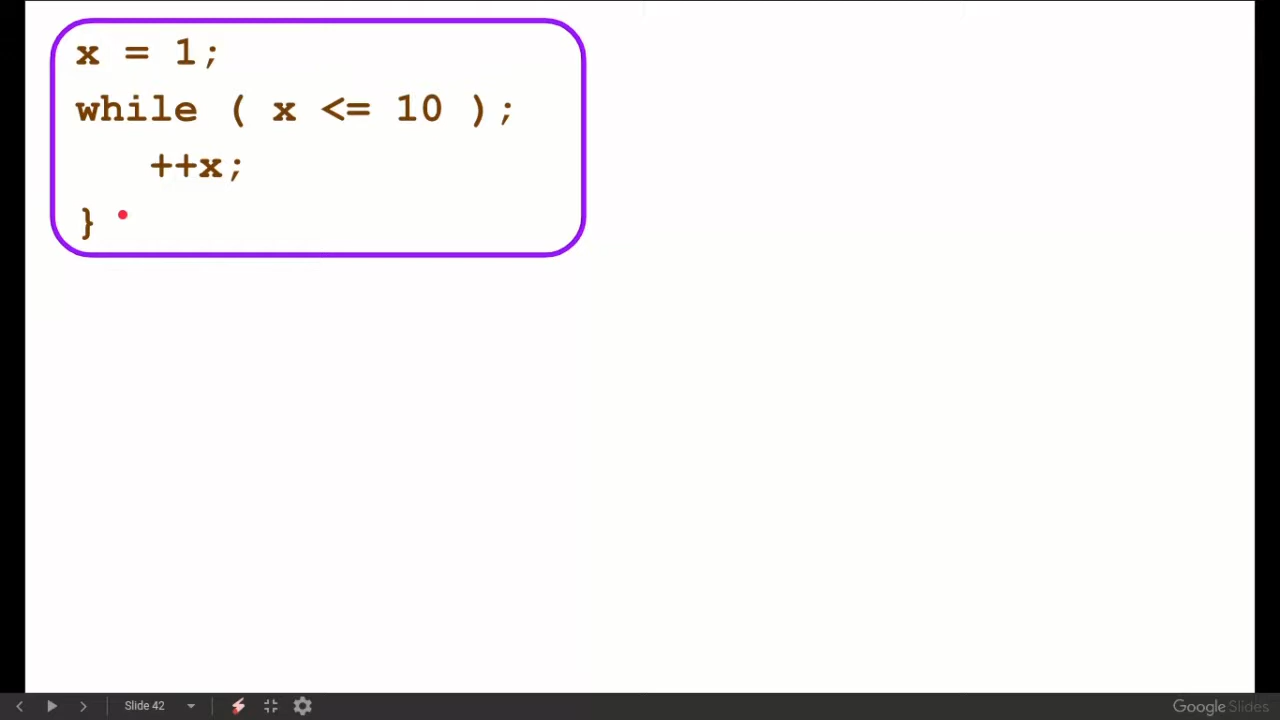 x = 1;
while ( x <= 10 );
++x;
}
Slide 42
Google Slides